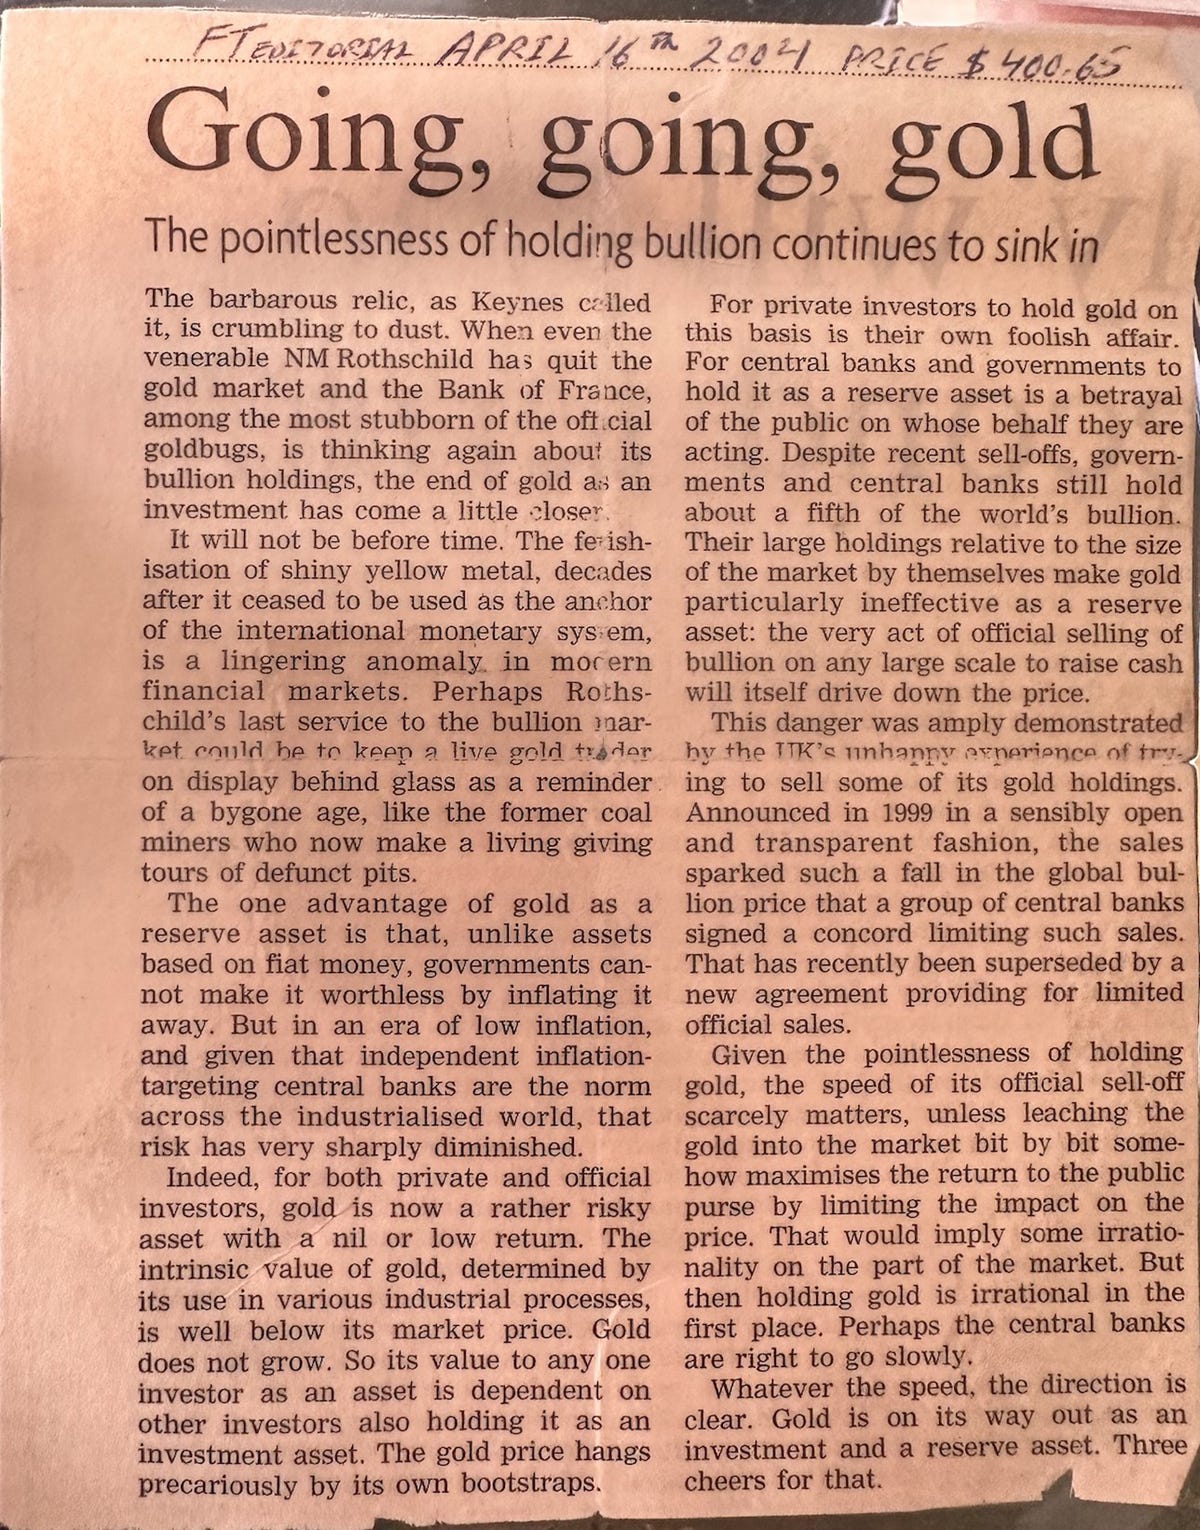 FT EDITORIAL APRIL 16TH 2004 PRICE $400.65
Going, going, gold
The pointlessness of holding bullion continues to sink in
The barbarous relic, as Keynes called
it, is crumbling to dust. When even the
venerable NM Rothschild has quit the
gold market and the Bank of France,
among the most stubborn of the official
goldbugs, is thinking again about its
bullion holdings, the end of gold as an
investment has come a little closer.
It will not be before time. The fetish-
isation of shiny yellow metal, decades
after it ceased to be used as the anchor
of the international monetary system,
is a lingering anomaly in modern
financial markets. Perhaps Roths-
child's last service to the bullion mar-
ket could be to keep a live gold trader
on display behind glass as a reminder
of a bygone age, like the former coal
miners who now make a living giving
tours of defunct pits.
The one advantage of gold as a
reserve asset is that, unlike assets
based on fiat money, governments can-
not make it worthless by inflating it
away. But in an era of low inflation,
and given that independent inflation-
targeting central banks are the norm
across the industrialised world, that
risk has very sharply diminished.
Indeed, for both private and official
investors, gold is now a rather risky
asset with a nil or low return. The
intrinsic value of gold, determined by
its use in various industrial processes,
is well below its market price. Gold
does not grow. So its value to any one
investor as an asset is dependent on
other investors also holding it as an
investment asset. The gold price hangs
precariously by its own bootstraps.
For private investors to hold gold on
this basis is their own foolish affair.
For central banks and governments to
hold it as a reserve asset is a betrayal
of the public on whose behalf they are
acting. Despite recent sell-offs, govern-
ments and central banks still hold
about a fifth of the world's bullion.
Their large holdings relative to the size
of the market by themselves make gold
particularly ineffective as a reserve
asset: the very act of official selling of
bullion on any large scale to raise cash
will itself drive down the price.
This danger was amply demonstrated
by the UK's unhappy experience of try-
ing to sell some of its gold holdings.
Announced in 1999 in a sensibly open
and transparent fashion, the sales
sparked such a fall in the global bul-
lion price that a group of central banks
signed a concord limiting such sales.
That has recently been superseded by a
new agreement providing for limited
official sales.
Given the pointlessness of holding
gold, the speed of its official sell-off
scarcely matters, unless leaching the
gold into the market bit by bit some-
how maximises the return to the public
purse by limiting the impact on the
price. That would imply some irratio-
nality on the part of the market. But
then holding gold is irrational in the
first place. Perhaps the central banks
are right to go slowly.
Whatever the speed, the direction is
clear. Gold is on its way out as an
investment and a reserve asset. Three
cheers for that.